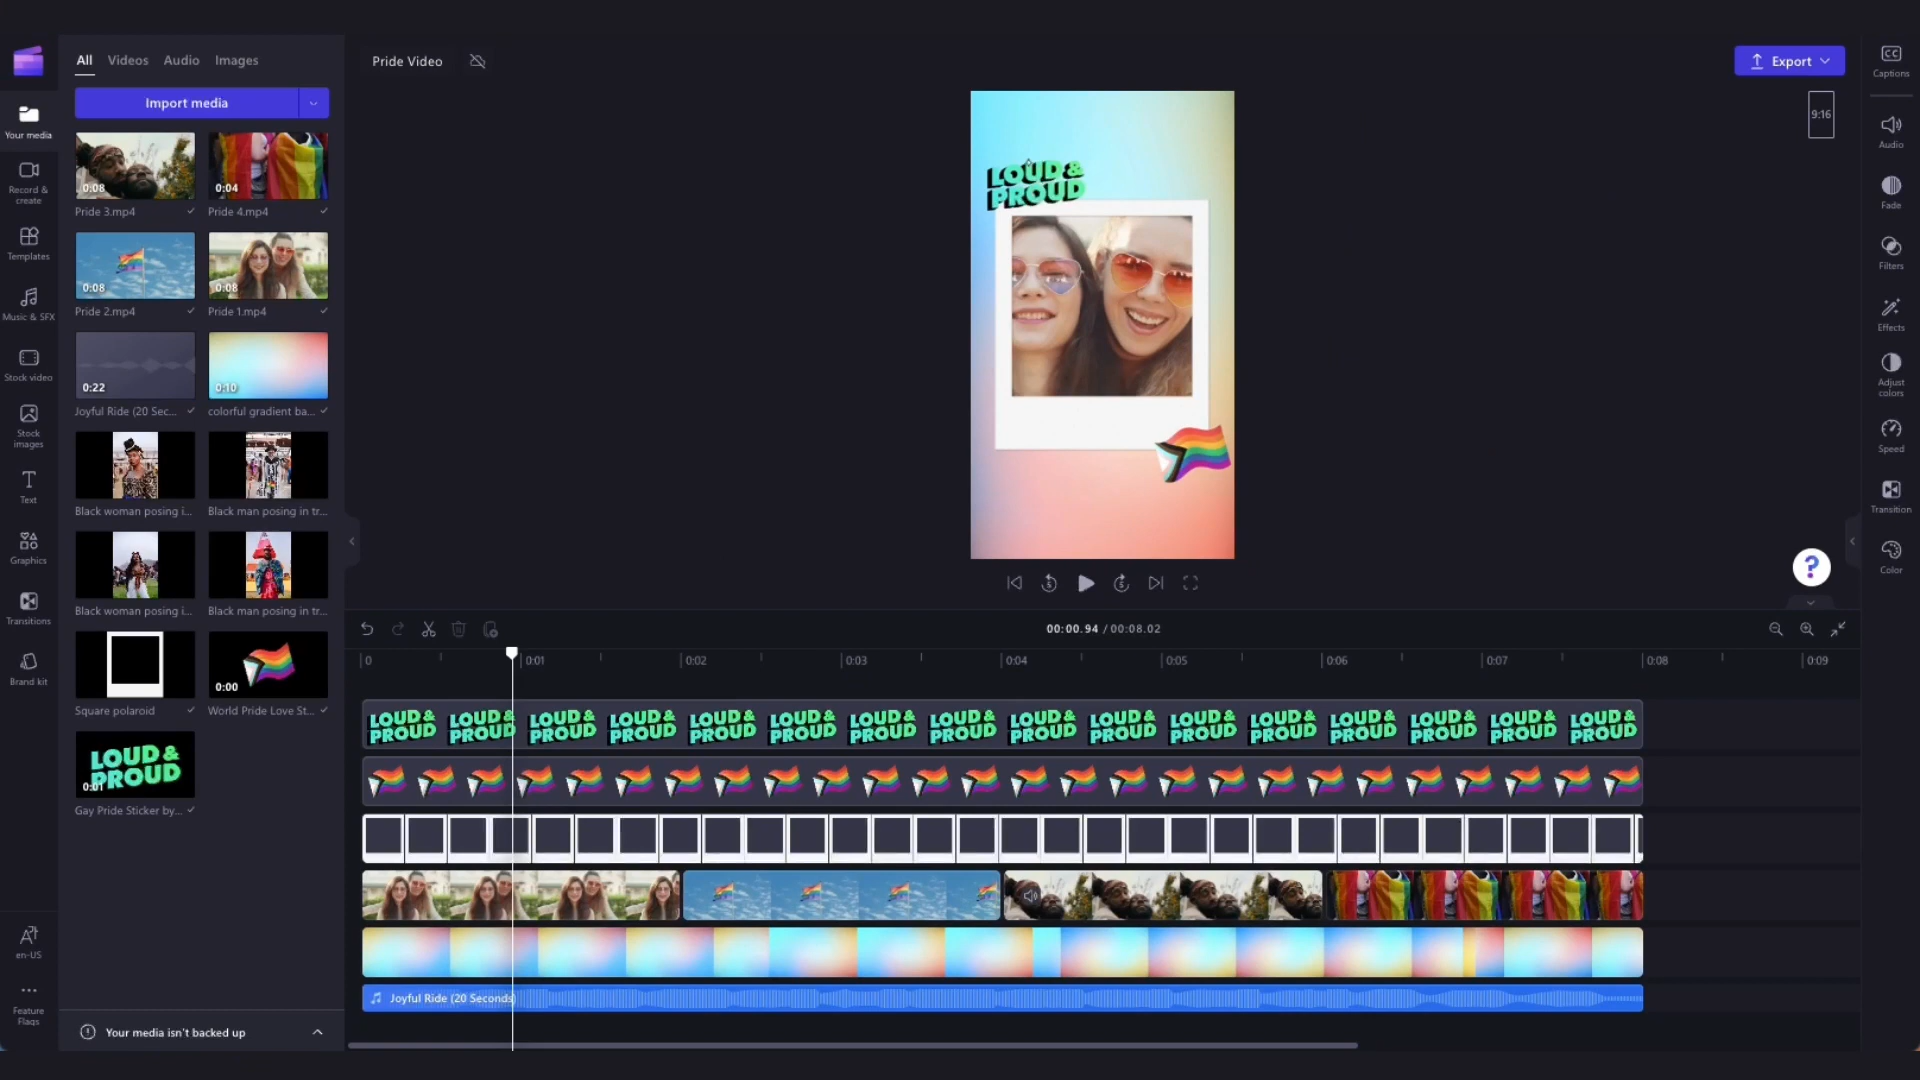 All Videos Audio Images
Import media
Your media
Record &
create
Templates
Music & SFX
Stock video
Stock
images
Text
Graphics
Transitions
Brand kit
en-US
Feature
Flags
0:08
0:04
Pride 3.mp4
Pride 4.mp4
0:08
0:08
Pride 2.mp4
Pride 1.mp4
0:22
0:10
Joyful Ride (20 Sec...
colorful gradient ba...
Black woman posing i...
Black man posing in tr...
Black woman posing i...
Black man posing in tr...
0:00
Square polaroid
World Pride Love St...
LOUD &
PROUD
0:01
Gay Pride Sticker by...
Your media isn't backed up
Pride Video
Export
9:16
LOUD &
PROUD
5
5
?
Captions
CC
Audio
Fade
Filters
Effects
Adjust
colors
Speed
Transition
Color
00:00.94 / 00:08.02
0 0:01 0:02 0:03 0:04 0:05 0:06 0:07 0:08 0:09
LOUD & LOUD & LOUD & LOUD & LOUD & LOUD & LOUD & LOUD & LOUD & LOUD & LOUD & LOUD & LOUD & LOUD & LOUD & LOUD &
PROUD PROUD PROUD PROUD PROUD PROUD PROUD PROUD PROUD PROUD PROUD PROUD PROUD PROUD PROUD PROUD
Joyful Ride (20 Seconds)